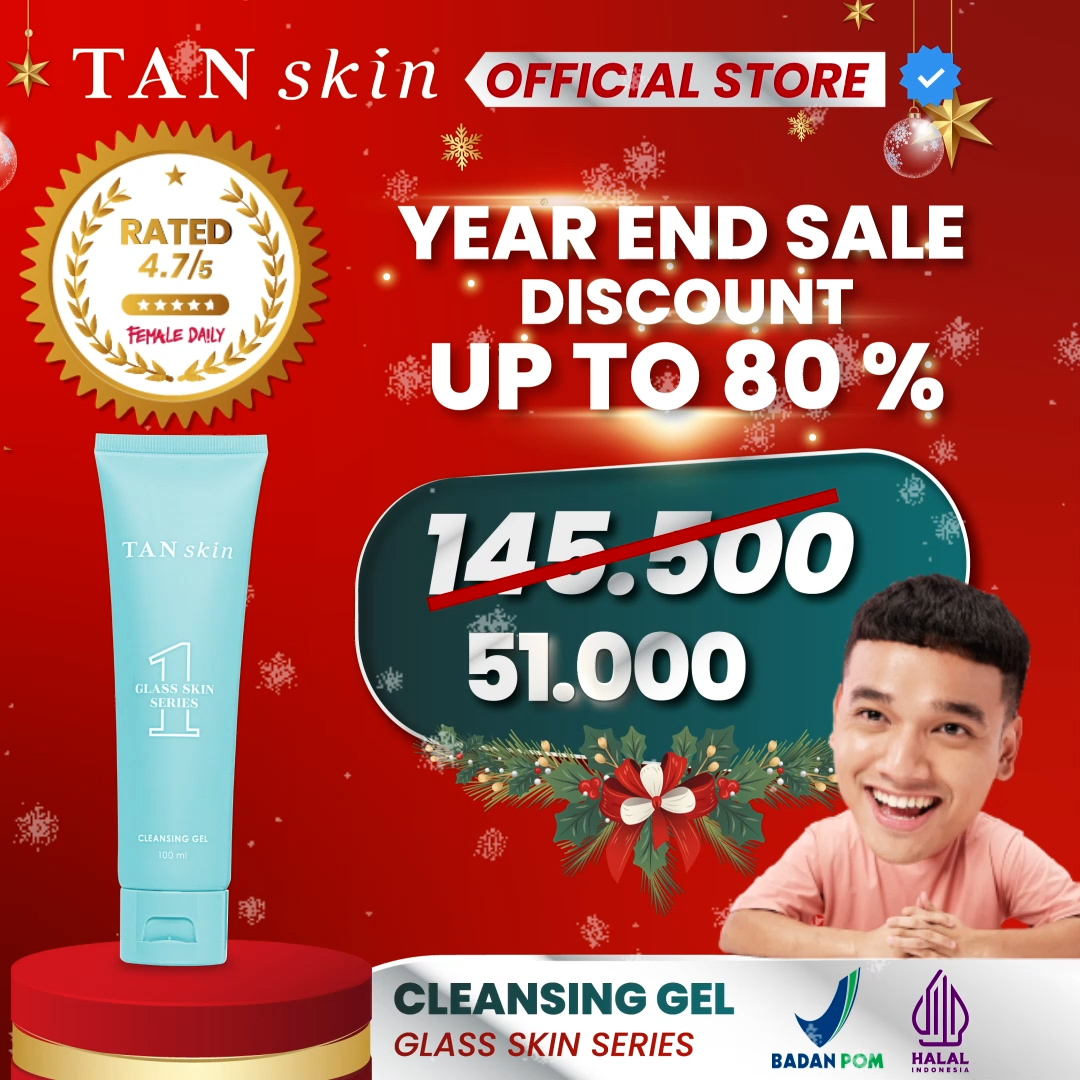 TAN skin
OFFICIAL STORE
RATED
4.7/5
FEMALE DAILY
YEAR END SALE
DISCOUNT
UP TO 80 %
145.500
51.000
TAN skin
1
GLASS SKIN
SERIES
CLEANSING GEL
100 ml
CLEANSING GEL
GLASS SKIN SERIES
BADAN POM
HALAL
INDONESIA